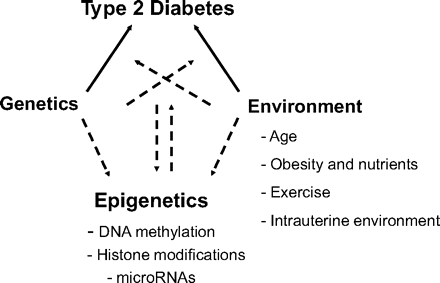 Type 2 Diabetes
Genetics
Environment
- Age
- Obesity and nutrients
- Exercise
- Intrauterine environment
Epigenetics
- DNA methylation
- Histone modifications
- microRNAs